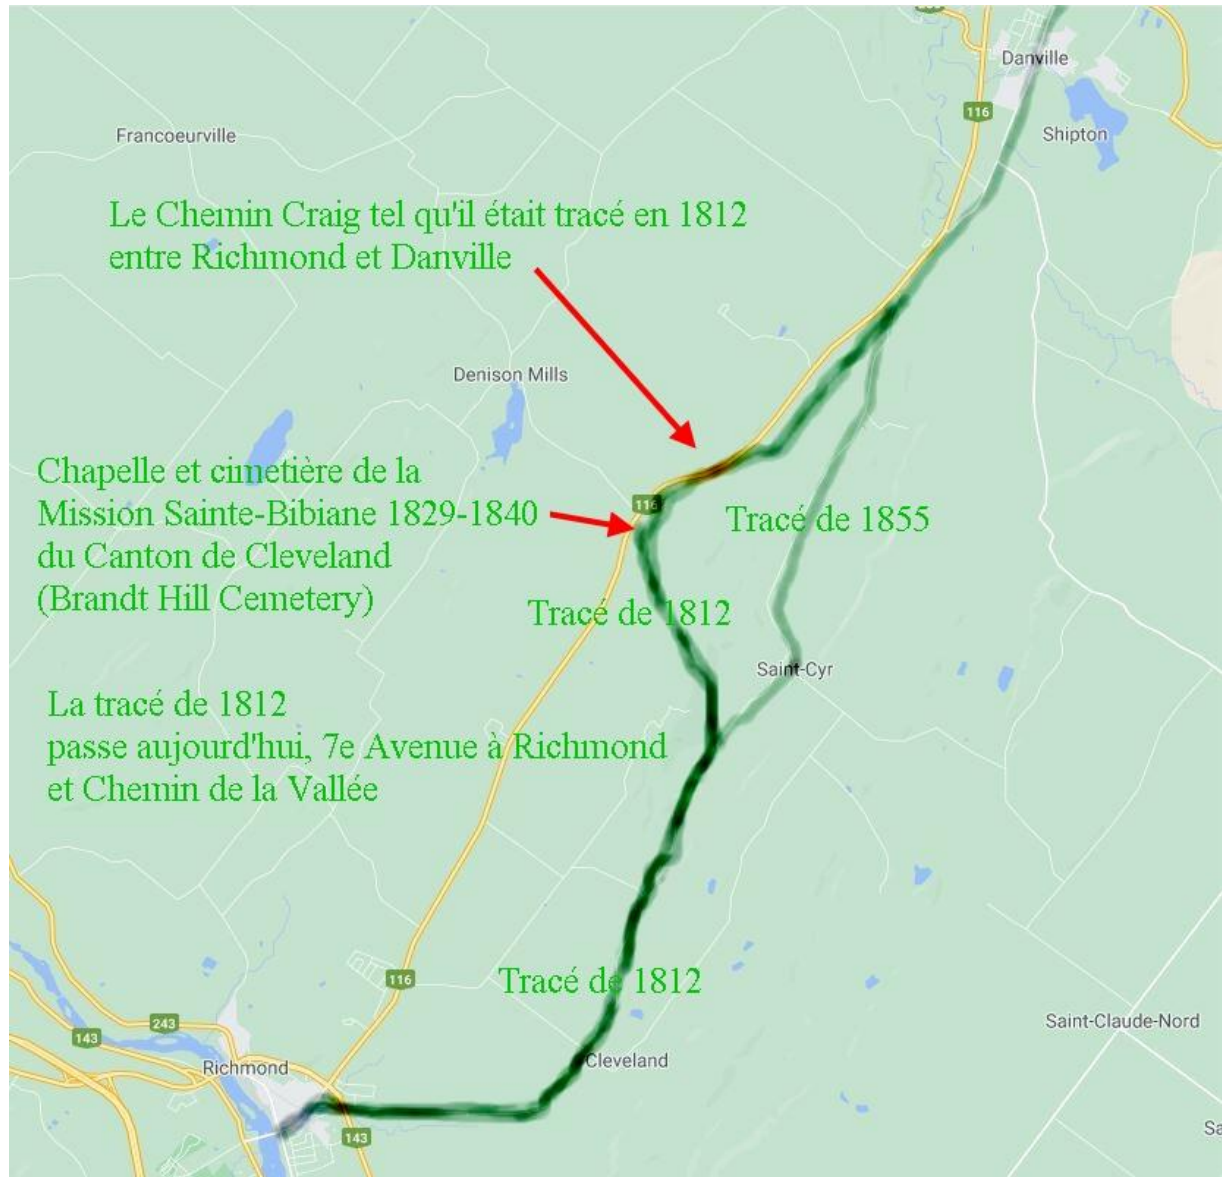 Danville
116
Shipton
Francoeurville
Le Chemin Craig tel qu'il était tracé en 1812
entre Richmond et Danville
Denison Mills
Chapelle et cimetière de la
Mission Sainte-Bibiane 1829-1840
du Canton de Cleveland
(Brandt Hill Cemetery)
116
Tracé de 1855
Tracé de 1812
Saint-Cyr
La tracé de 1812
passe aujourd'hui, 7e Avenue à Richmond
et Chemin de la Vallée
116
Tracé de 1812
243
143
Saint-Claude-Nord
Richmond
Cleveland
143